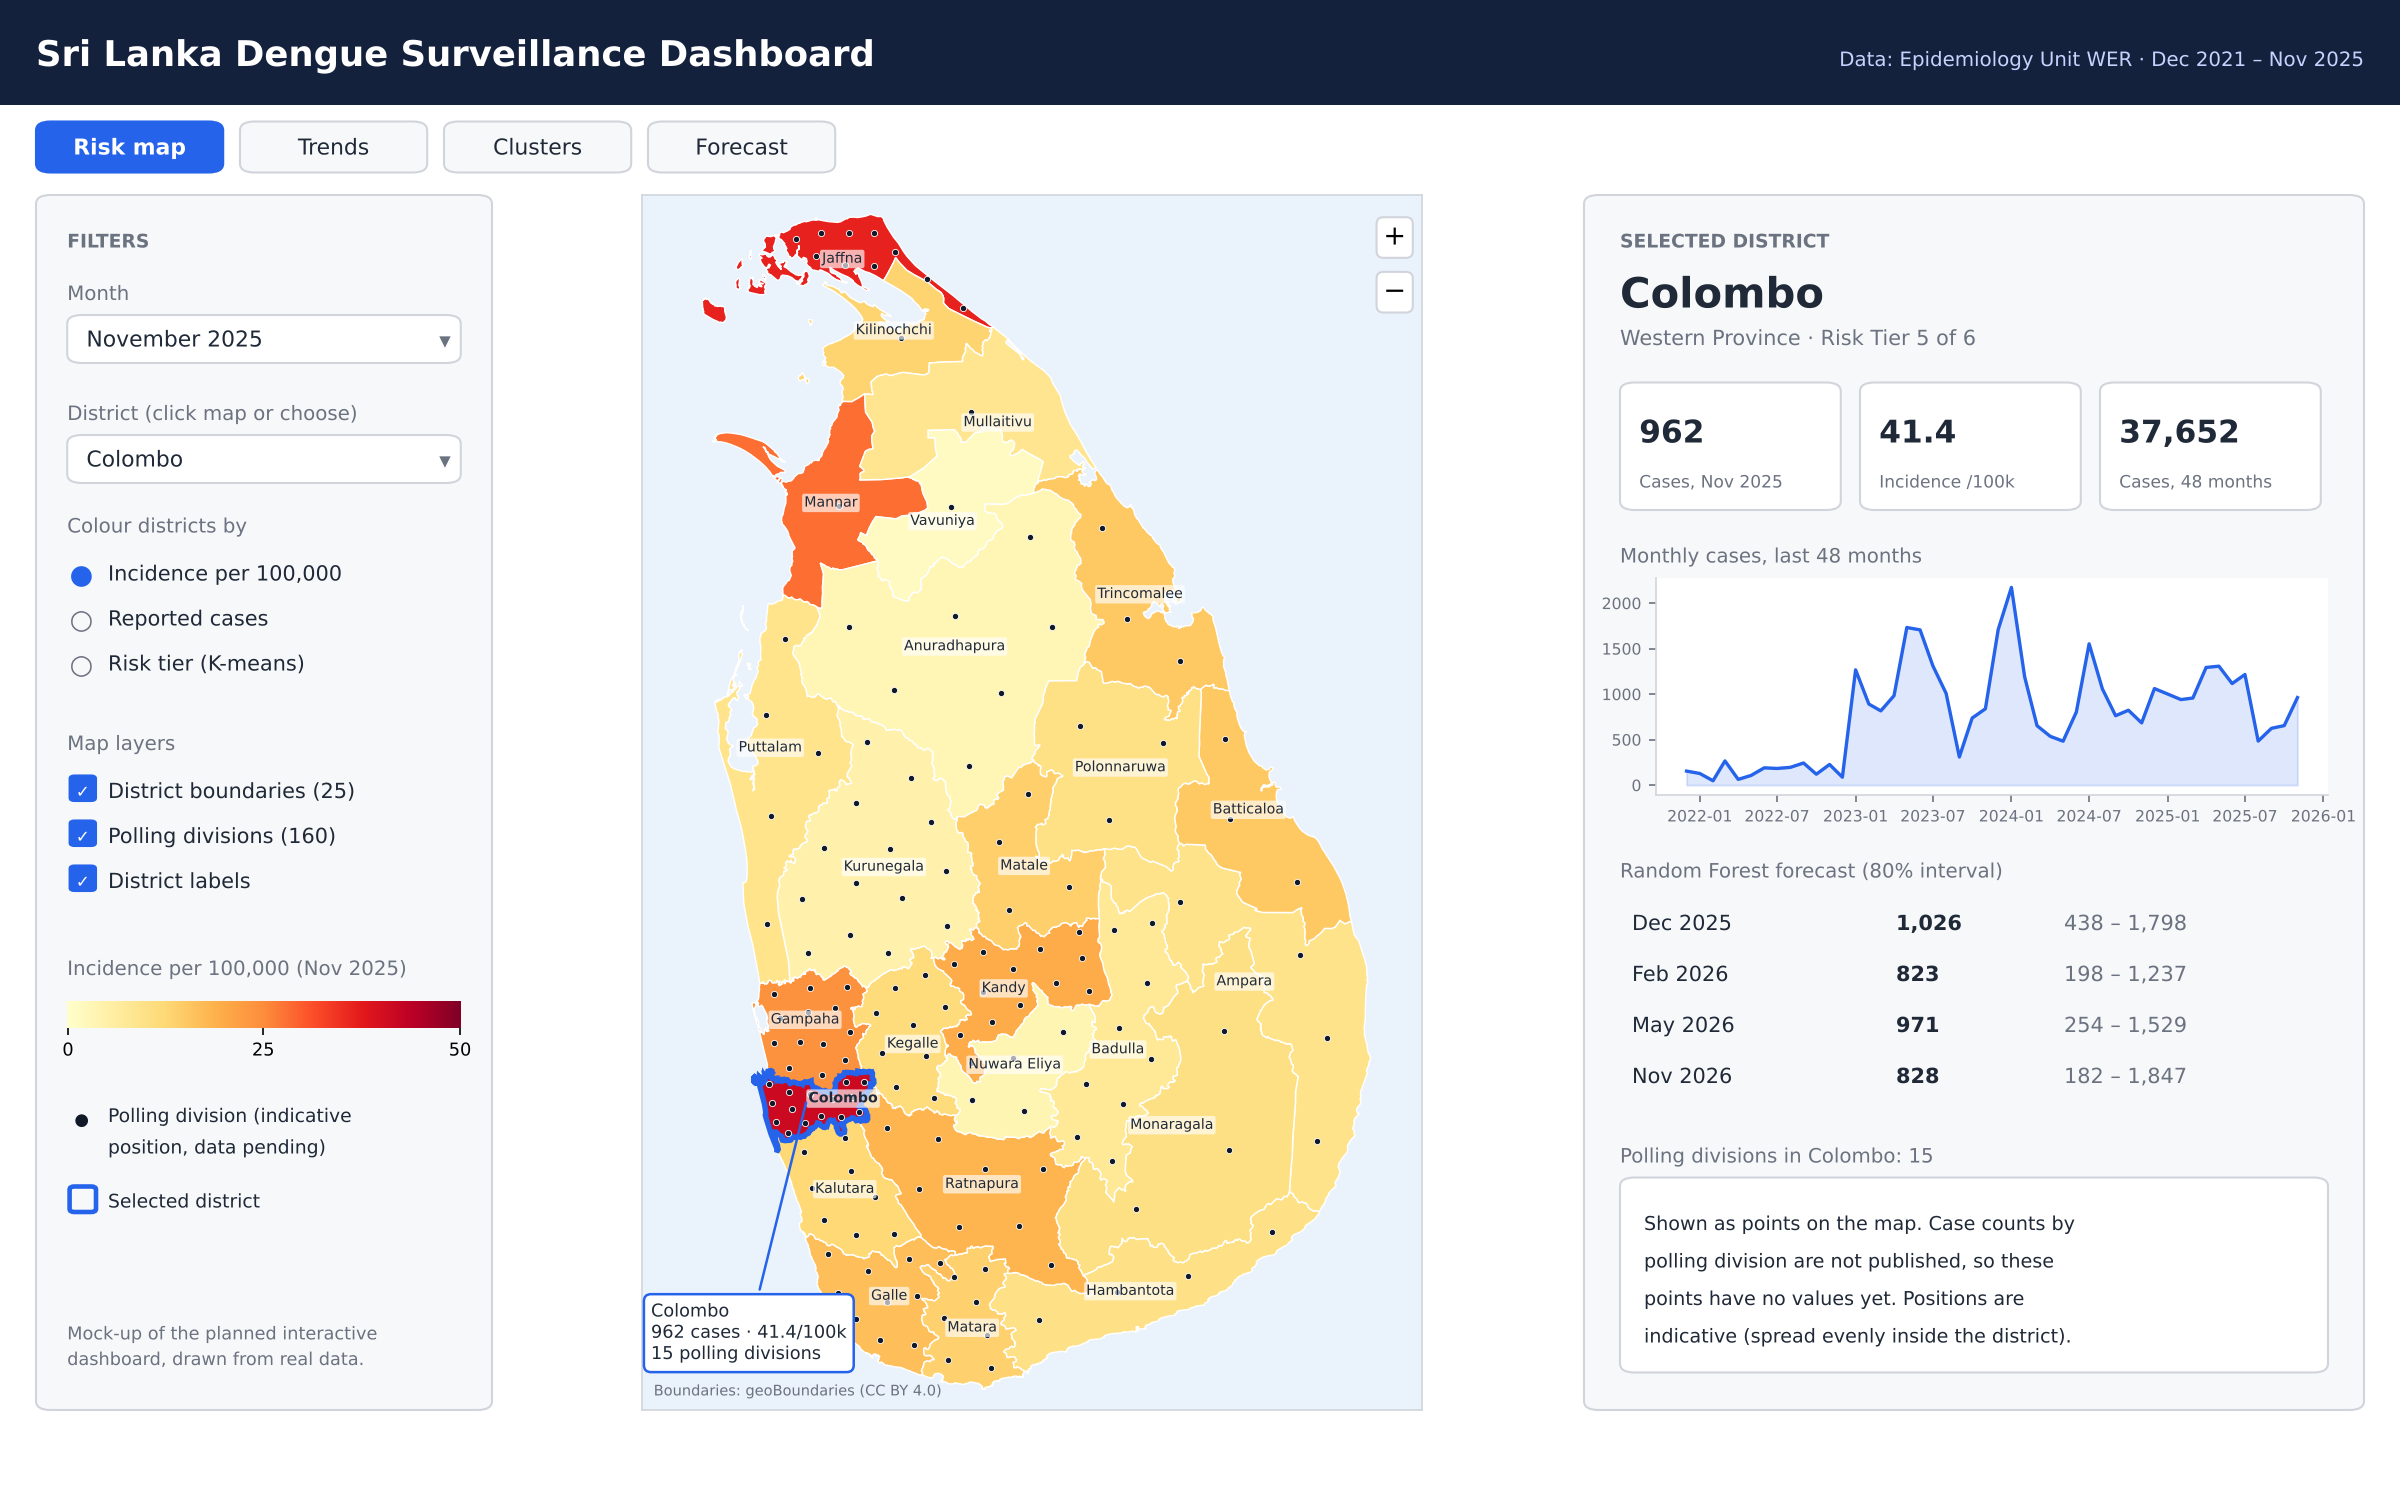 Sri Lanka Dengue Surveillance Dashboard
Data: Epidemiology Unit WER · Dec 2021 – Nov 2025
Risk map
Trends
Clusters
Forecast
FILTERS
Month
November 2025 ▾
District (click map or choose)
Colombo ▾
Colour districts by
Incidence per 100,000
Reported cases
Risk tier (K-means)
Map layers
✓ District boundaries (25)
✓ Polling divisions (160)
✓ District labels
Incidence per 100,000 (Nov 2025)
0 25 50
Polling division (indicative
position, data pending)
Selected district
Mock-up of the planned interactive
dashboard, drawn from real data.
+
−
Jaffna
Kilinochchi
Mullaitivu
Mannar
Vavuniya
Trincomalee
Anuradhapura
Puttalam
Polonnaruwa
Batticaloa
Kurunegala
Matale
Ampara
Kandy
Gampaha
Kegalle
Badulla
Nuwara Eliya
Colombo
Monaragala
Ratnapura
Kalutara
Hambantota
Galle
Matara
Colombo
962 cases · 41.4/100k
15 polling divisions
Boundaries: geoBoundaries (CC BY 4.0)
SELECTED DISTRICT
Colombo
Western Province · Risk Tier 5 of 6
962
Cases, Nov 2025
41.4
Incidence /100k
37,652
Cases, 48 months
Monthly cases, last 48 months
2000
1500
1000
500
0
2022-01 2022-07 2023-01 2023-07 2024-01 2024-07 2025-01 2025-07 2026-01
Random Forest forecast (80% interval)
Dec 2025 1,026 438 – 1,798
Feb 2026 823 198 – 1,237
May 2026 971 254 – 1,529
Nov 2026 828 182 – 1,847
Polling divisions in Colombo: 15
Shown as points on the map. Case counts by
polling division are not published, so these
points have no values yet. Positions are
indicative (spread evenly inside the district).